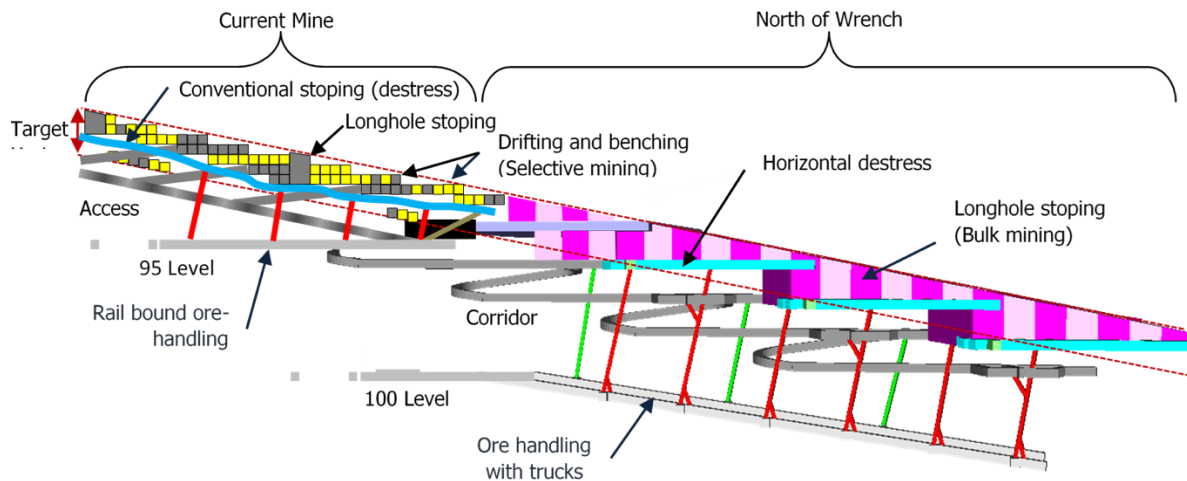 Current Mine
North of Wrench
Conventional stoping (destress)
Target
Longhole stoping
Drifting and benching
(Selective mining)
Horizontal destress
Longhole stoping
(Bulk mining)
Access
95 Level
Rail bound ore-
handling
Corridor
100 Level
Ore handling
with trucks